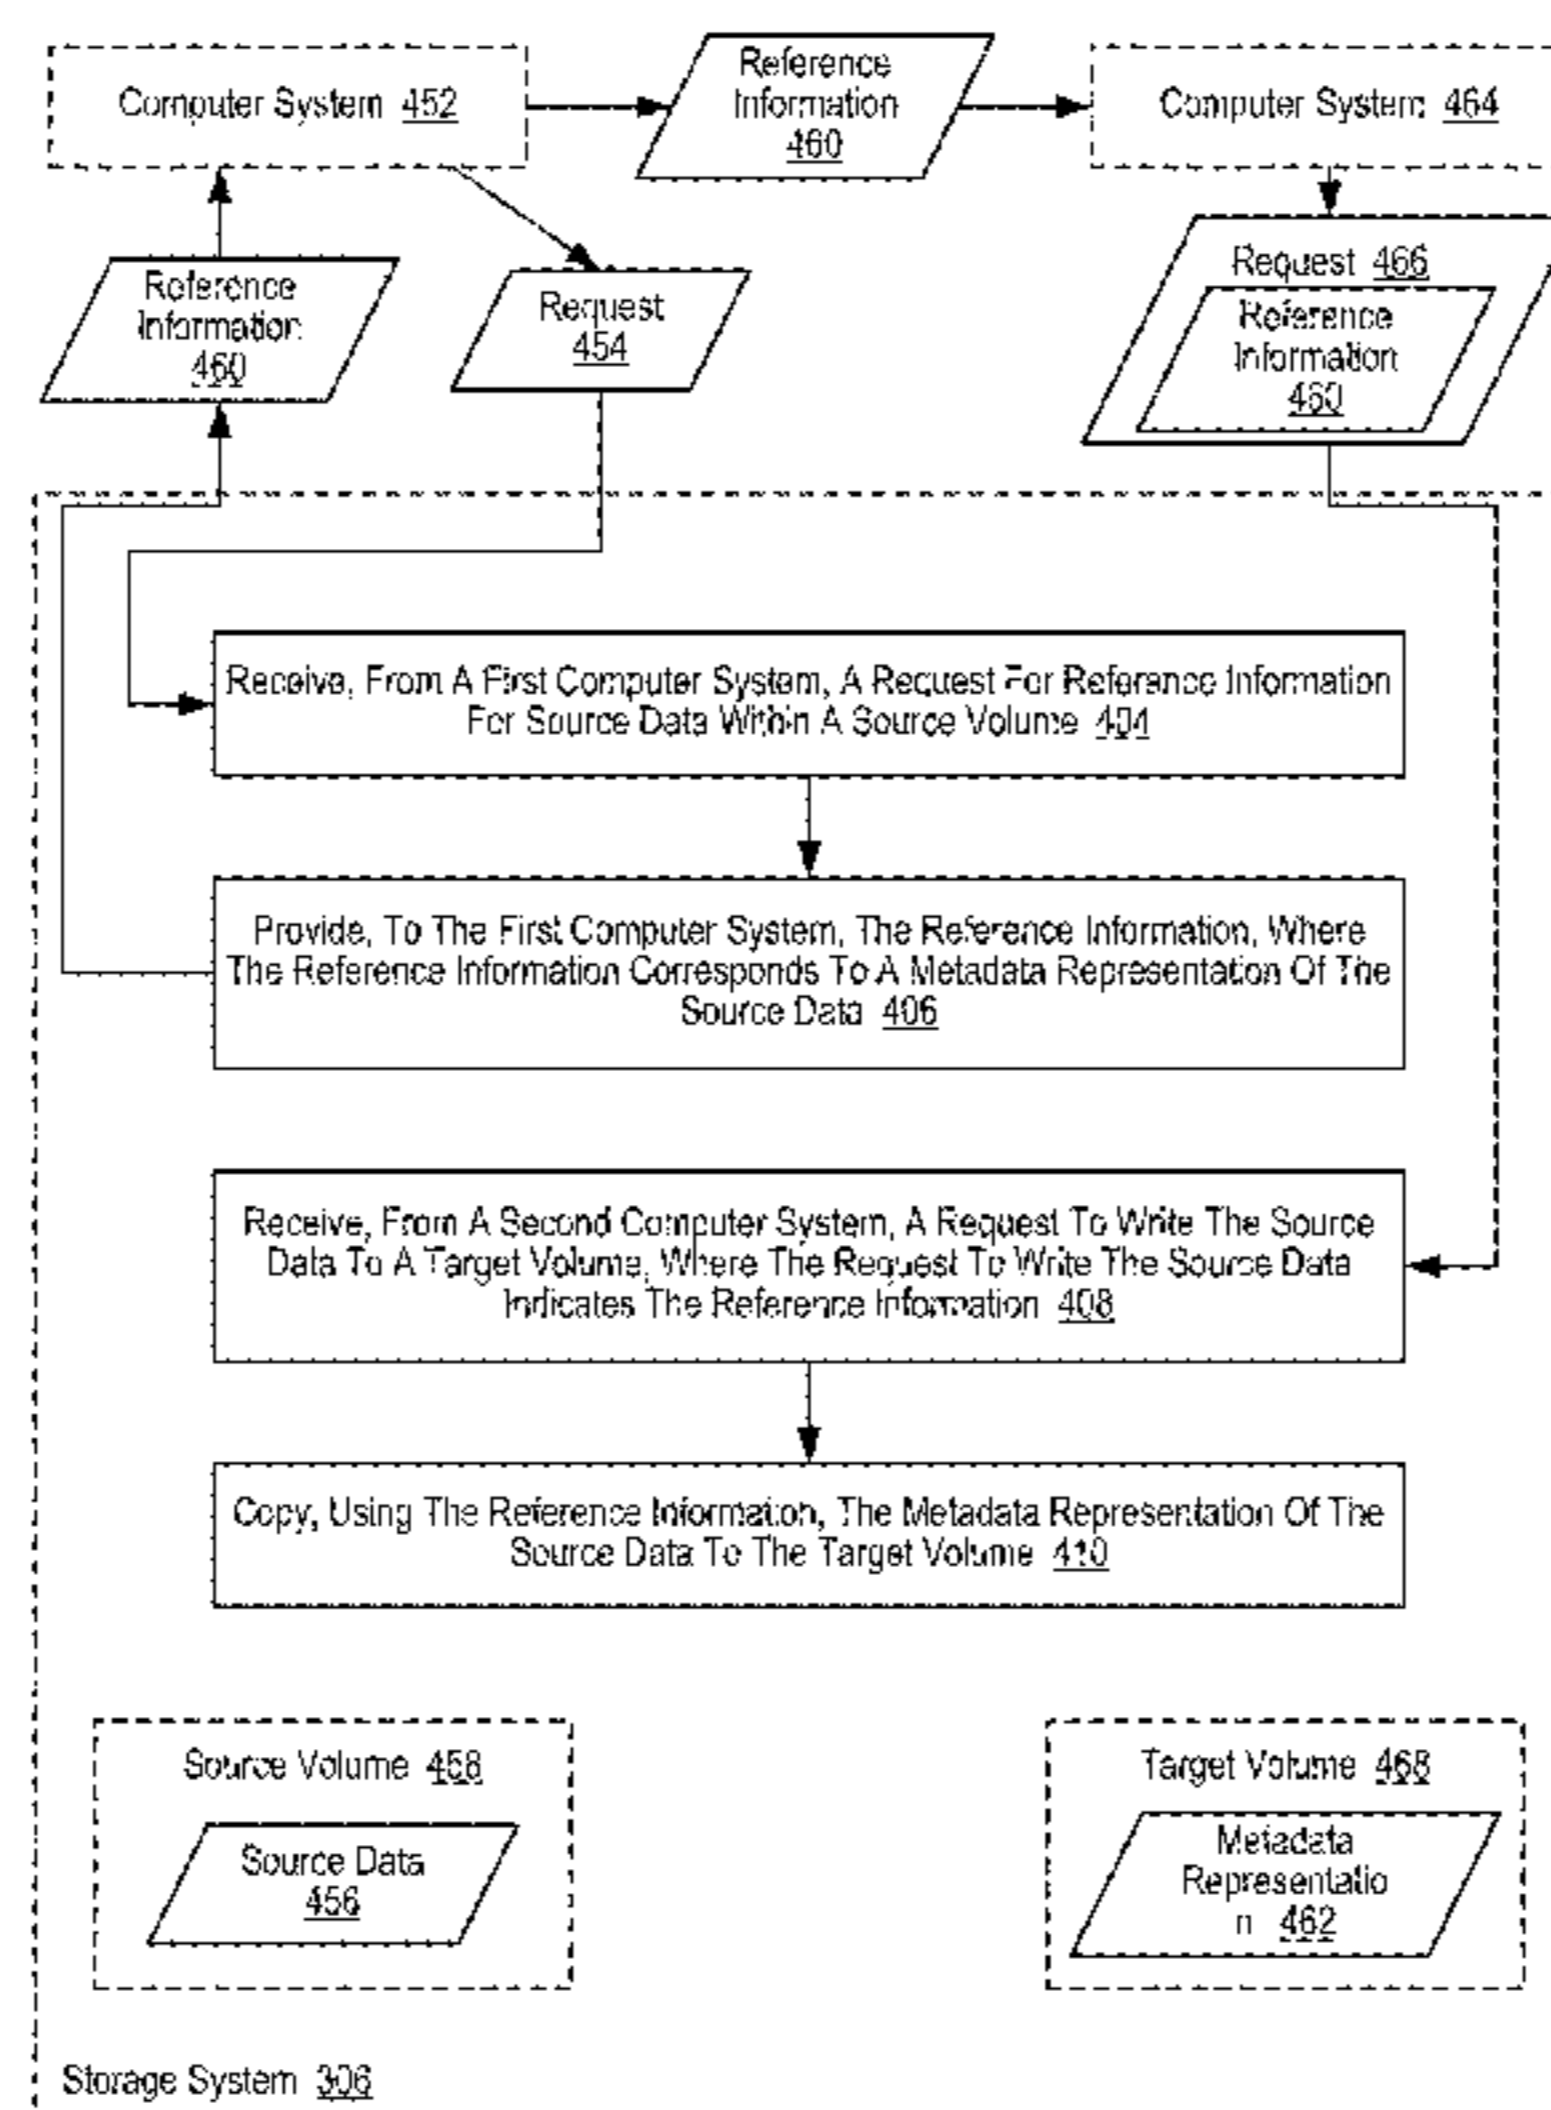 Computer System 452
Reference
Information
460
Computer System 464
Reference
Information
460
Request
454
Request 466
Reference
Information
460
Receive, From A First Computer System, A Request For Reference Information
For Source Data Within A Source Volume 404
Provide, To The First Computer System, The Reference Information, Where
The Reference Information Corresponds To A Metadata Representation Of The
Source Data 406
Receive, From A Second Computer System, A Request To Write The Source
Data To A Target Volume, Where The Request To Write The Source Data
Indicates The Reference Information 408
Copy, Using The Reference Information, The Metadata Representation Of The
Source Data To The Target Volume 410
Source Volume 458
Source Data
456
Target Volume 468
Metadata
Representatio
n 462
Storage System 306